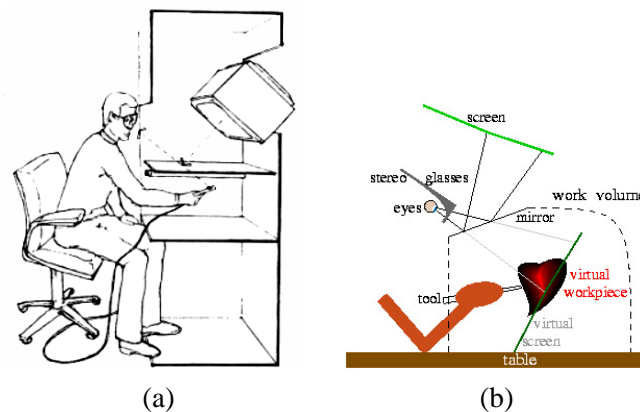 screen
stereo glasses
eyes
work volume
mirror
virtual
workpiece
tool
virtual
screen
table
(a)
(b)